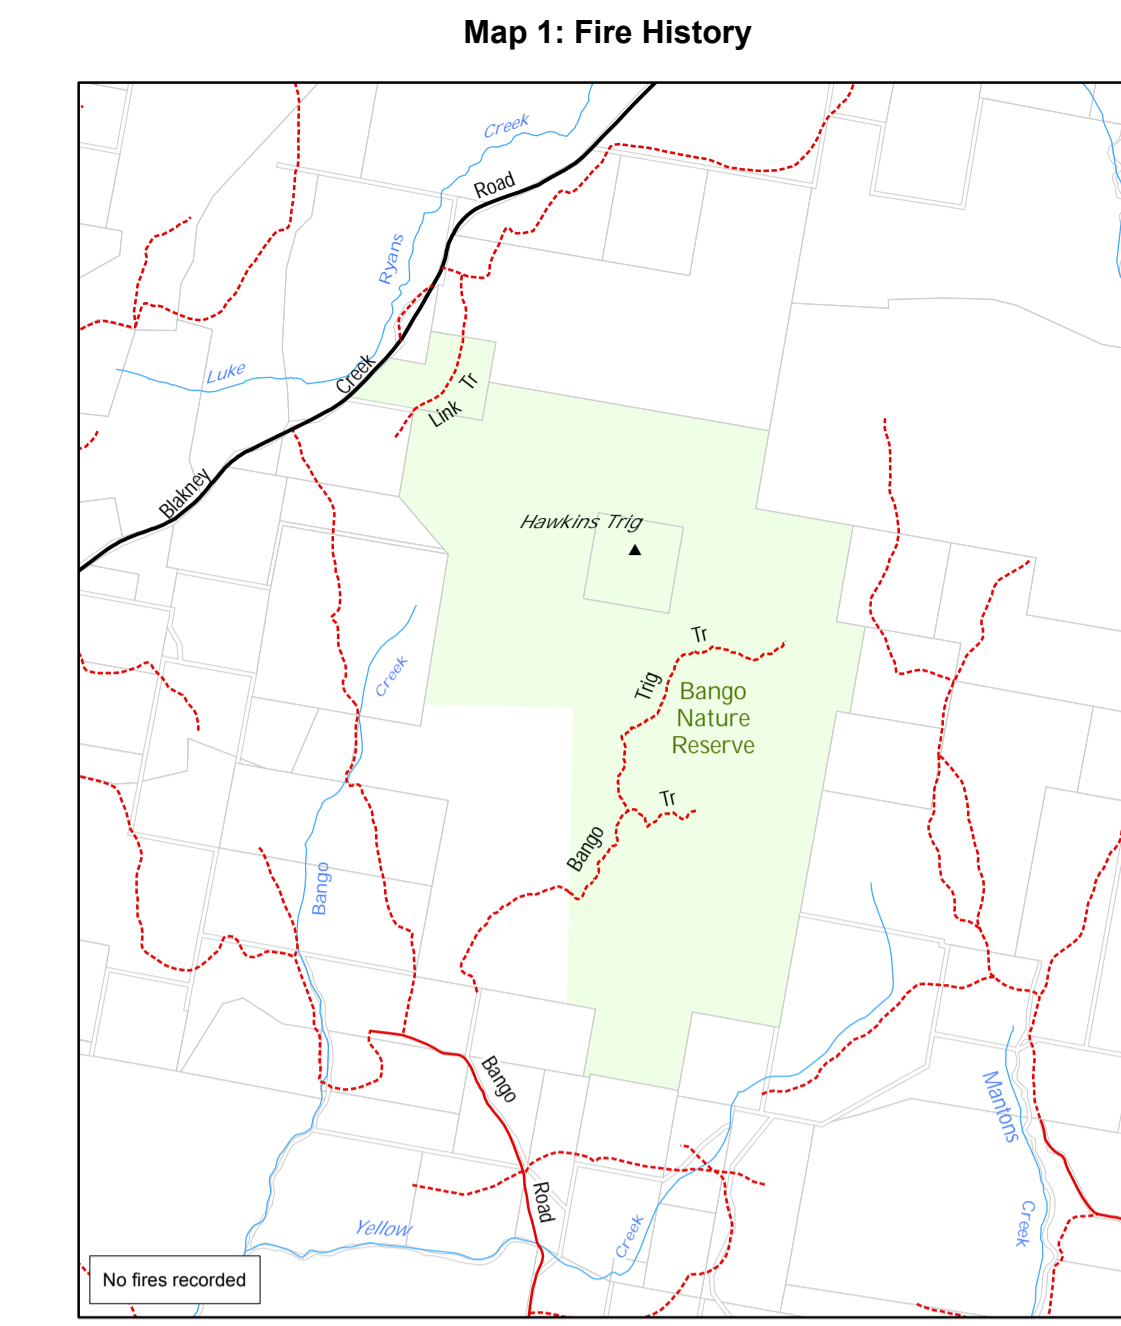 Map 1: Fire History
Creek
Road
Ryans
Luke
Creek
Tr
Link
Blakney
Hawkins Trig
Tr
Creek
Trig
Bango
Nature
Reserve
Tr
Bango
Bango
Bango
Mantons
Road
Yellow
Creek
Creek
No fires recorded